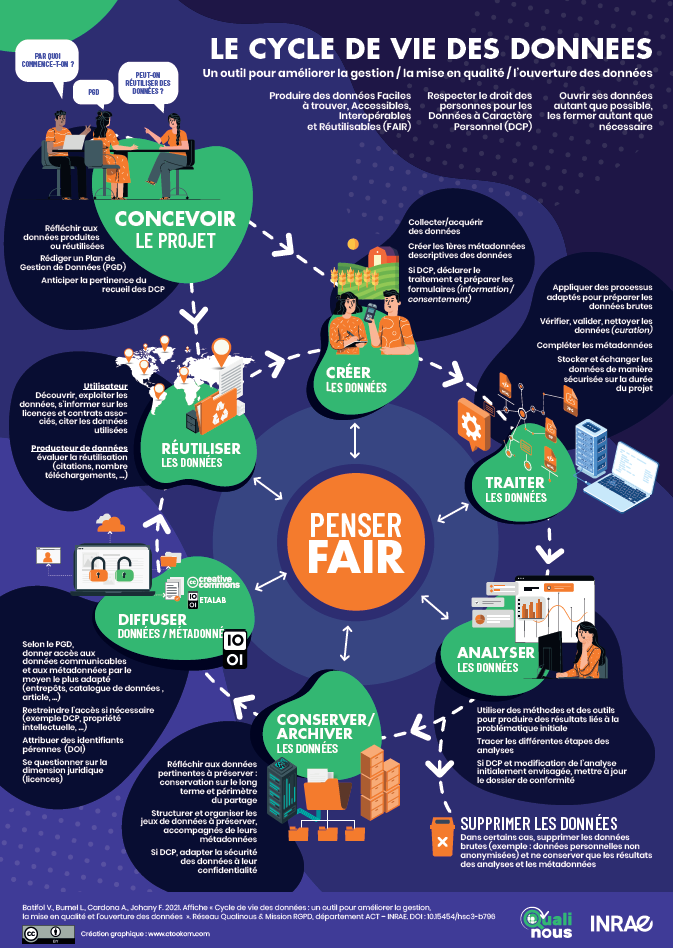 PAR QUOI
COMMENCE-T-ON ?
PGD
PEUT-ON
RÉUTILISER DES
DONNÉES ?
LE CYCLE DE VIE DES DONNEES
Un outil pour améliorer la gestion / la mise en qualité / l'ouverture des données
Produire des données Faciles
à trouver, Accessibles,
Interopérables
et Réutilisables (FAIR)
Respecter le droit des
personnes pour les
Données à Caractère
Personnel (DCP)
Ouvrir ses données
autant que possible,
les fermer autant que
nécessaire
CONCEVOIR
LE PROJET
Réfléchir aux
données produites
ou réutilisées
Rédiger un Plan de
Gestion de Données (PGD)
Anticiper la pertinence du
recueil des DCP
Collecter/acquérir
des données
Créer les 1ères métadonnées
descriptives des données
Si DCP, déclarer le
traitement et préparer les
formulaires (information /
consentement)
CRÉER
LES DONNÉES
Appliquer des processus
adaptés pour préparer les
données brutes
Vérifier, valider, nettoyer les
données (curation)
Compléter les métadonnées
Stocker et échanger les
données de manière
sécurisée sur la durée
du projet
TRAITER
LES DONNÉES
Utilisateur
Découvrir, exploiter les
données, s'informer sur les
licences et contrats asso-
ciés, citer les données
utilisées
Producteur de données
évaluer la réutilisation
(citations, nombre
téléchargements, ...)
RÉUTILISER
LES DONNÉES
PENSER
FAIR
creative
commons
ETALAB
DIFFUSER
DONNÉES / MÉTADONNÉ
Selon le PGD,
donner accès aux
données communicables
et aux métadonnées par le
moyen le plus adapté
(entrepôts, catalogue de données ,
article, ...)
Restreindre l'accès si nécessaire
(exemple DCP, propriété
intellectuelle, ...)
Attribuer des identifiants
pérennes (DOI)
Se questionner sur la
dimension juridique
(licences)
ANALYSER
LES DONNÉES
Utiliser des méthodes et des outils
pour produire des résultats liés à la
problématique initiale
Tracer les différentes étapes des
analyses
Si DCP et modification de l'analyse
initialement envisagée, mettre à jour
le dossier de conformité
CONSERVER/
ARCHIVER
LES DONNÉES
Réfléchir aux données
pertinentes à préserver :
conservation sur le long
terme et périmètre
du partage
Structurer et organiser les
jeux de données à préserver,
accompagnés de leurs
métadonnées
Si DCP, adapter la sécurité
des données à leur
confidentialité
SUPPRIMER LES DONNÉES
Dans certains cas, supprimer les données
brutes (exemple : données personnelles non
anonymisées) et ne conserver que les résultats
des analyses et les métadonnées
Batifol V., Burnel L., Cardona A., Johany F. 2021. Affiche « Cycle de vie des données : un outil pour améliorer la gestion,
la mise en qualité et l'ouverture des données ». Réseau Qualinous & Mission RGPD, département ACT – INRAE. DOI : 10.15454/hsc3-b796
cc
BY
Création graphique : www.ctookom.com
Quali
nous
INRAE